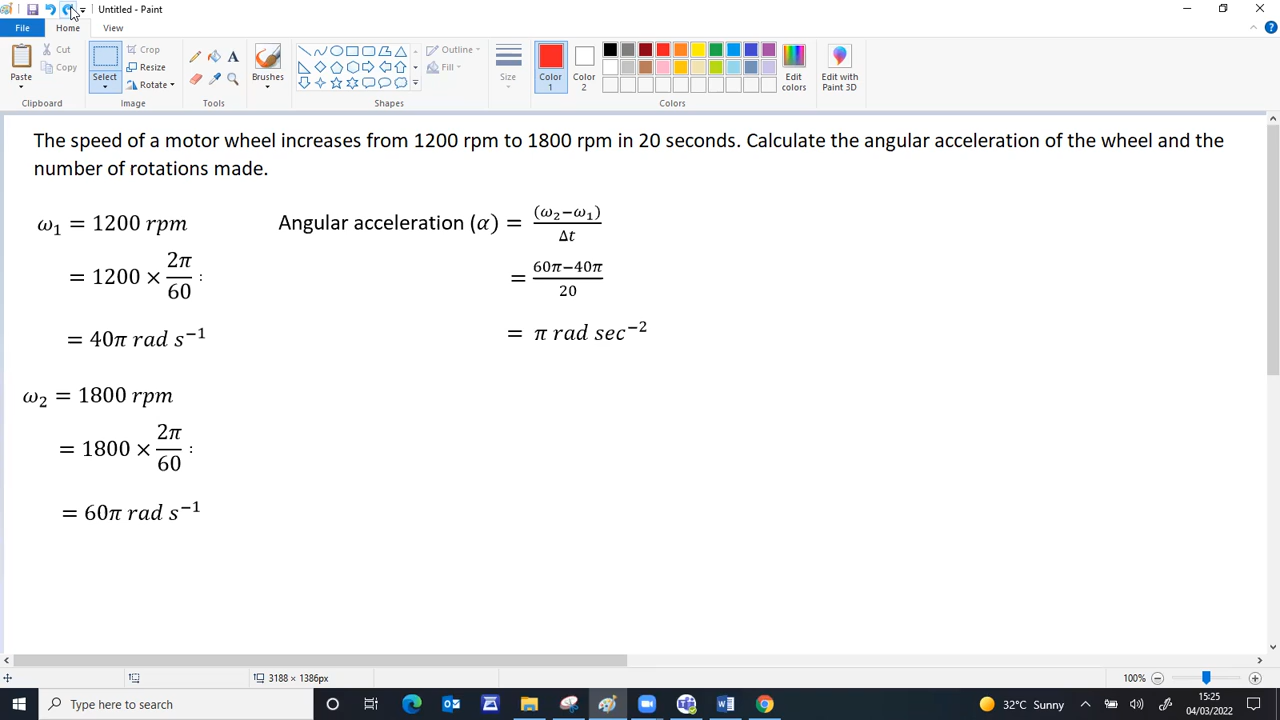 Untitled - Paint
File Home View
Paste
Cut
Copy
Clipboard
Select
Crop
Resize
Rotate
Image
A
Tools
Brushes
Outline
Fill
Shapes
Size
Color 1
Color 2
Edit colors
Colors
Edit with Paint 3D
The speed of a motor wheel increases from 1200 rpm to 1800 rpm in 20 seconds. Calculate the angular acceleration of the wheel and the
number of rotations made.
ω₁ = 1200 rpm
= 1200 × 2π/60 :
= 40π rad s⁻¹
ω₂ = 1800 rpm
= 1800 × 2π/60 :
= 60π rad s⁻¹
Angular acceleration (α) = (ω₂−ω₁)/Δt
= 60π−40π/20
= π rad sec⁻²
3188 × 1386px
100%
Type here to search
32°C Sunny
15:25
04/03/2022